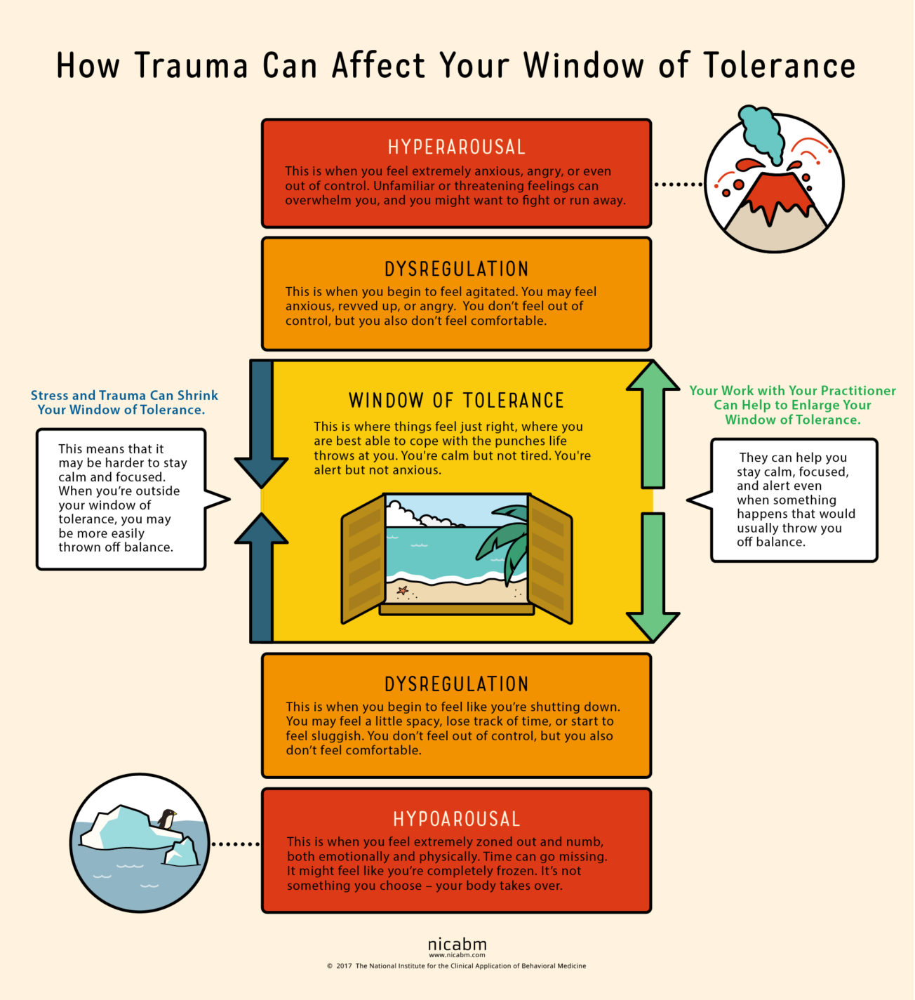 How Trauma Can Affect Your Window of Tolerance
HYPERAROUSAL
This is when you feel extremely anxious, angry, or even
out of control. Unfamiliar or threatening feelings can
overwhelm you, and you might want to fight or run away.
DYSREGULATION
This is when you begin to feel agitated. You may feel
anxious, revved up, or angry.  You don’t feel out of
control, but you also don’t feel comfortable.
Stress and Trauma Can Shrink
Your Window of Tolerance.
This means that it
may be harder to stay
calm and focused.
When you’re outside
your window of
tolerance, you may
be more easily
thrown off balance.
WINDOW OF TOLERANCE
This is where things feel just right, where you
are best able to cope with the punches life
throws at you. You're calm but not tired. You're
alert but not anxious.
Your Work with Your Practitioner
Can Help to Enlarge Your
Window of Tolerance.
They can help you
stay calm, focused,
and alert even
when something
happens that would
usually throw you
off balance.
DYSREGULATION
This is when you begin to feel like you’re shutting down.
You may feel a little spacy, lose track of time, or start to
feel sluggish. You don’t feel out of control, but you also
don’t feel comfortable.
HYPOAROUSAL
This is when you feel extremely zoned out and numb,
both emotionally and physically. Time can go missing.
It might feel like you’re completely frozen. It’s not
something you choose – your body takes over.
nicabm
www.nicabm.com
© 2017 The National Institute for the Clinical Application of Behavioral Medicine